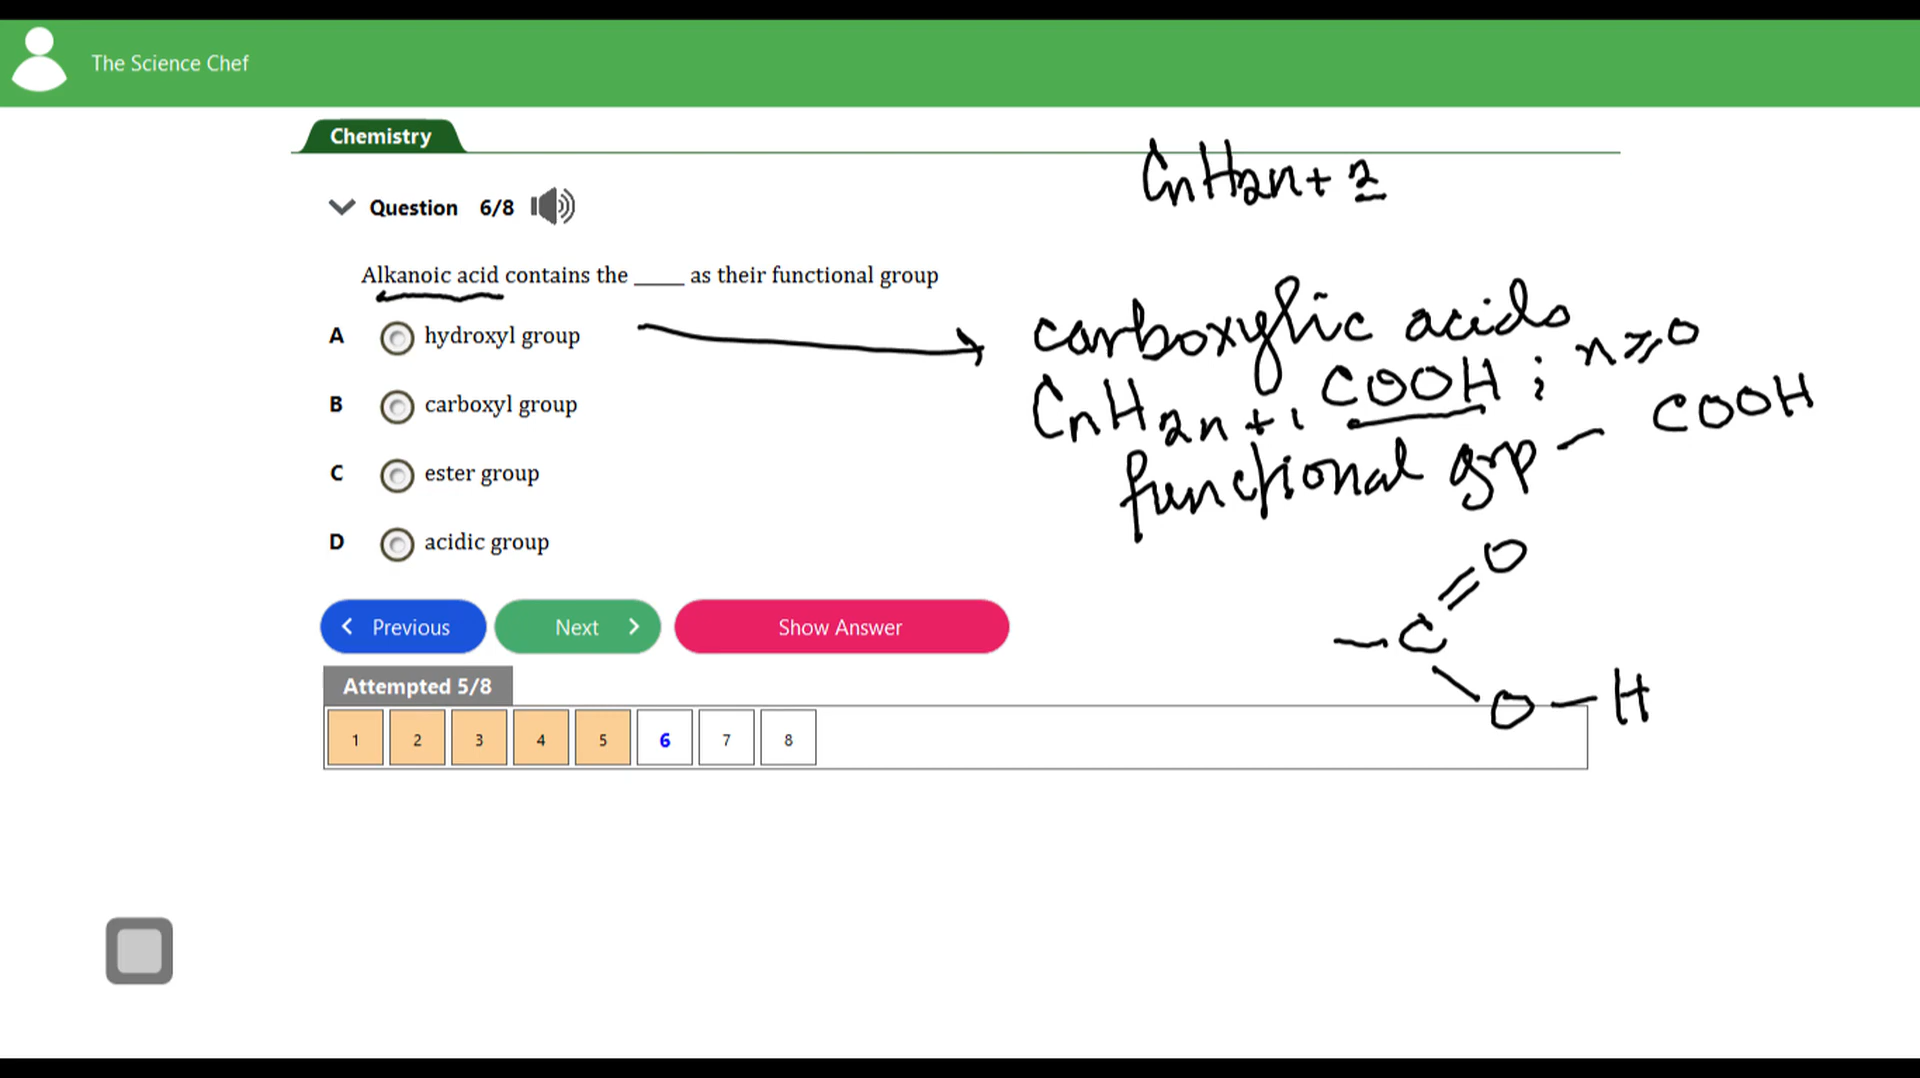 The Science Chef
Chemistry
Question 6/8
Alkanoic acid contains the ____ as their functional group
A hydroxyl group
B carboxyl group
C ester group
D acidic group
Previous
Next
Show Answer
Attempted 5/8
1 2 3 4 5 6 7 8
CnH2n+2
carboxylic acids
CnH2n+1 COOH ; n≥0
functional grp – COOH
O
– C
O – H